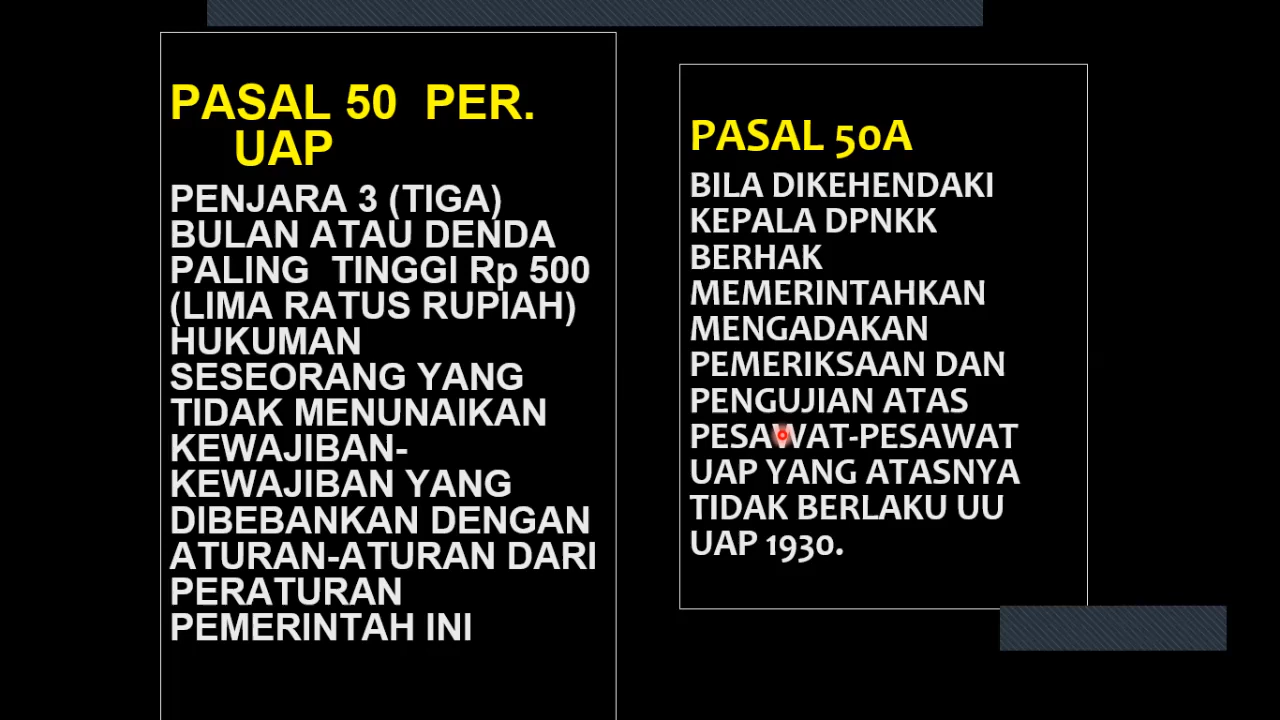 PASAL 50 PER.
UAP
PENJARA 3 (TIGA)
BULAN ATAU DENDA
PALING TINGGI Rp 500
(LIMA RATUS RUPIAH)
HUKUMAN
SESEORANG YANG
TIDAK MENUNAIKAN
KEWAJIBAN-
KEWAJIBAN YANG
DIBEBANKAN DENGAN
ATURAN-ATURAN DARI
PERATURAN
PEMERINTAH INI
PASAL 50A
BILA DIKEHENDAKI
KEPALA DPNKK
BERHAK
MEMERINTAHKAN
MENGADAKAN
PEMERIKSAAN DAN
PENGUJIAN ATAS
PESAWAT-PESAWAT
UAP YANG ATASNYA
TIDAK BERLAKU UU
UAP 1930.